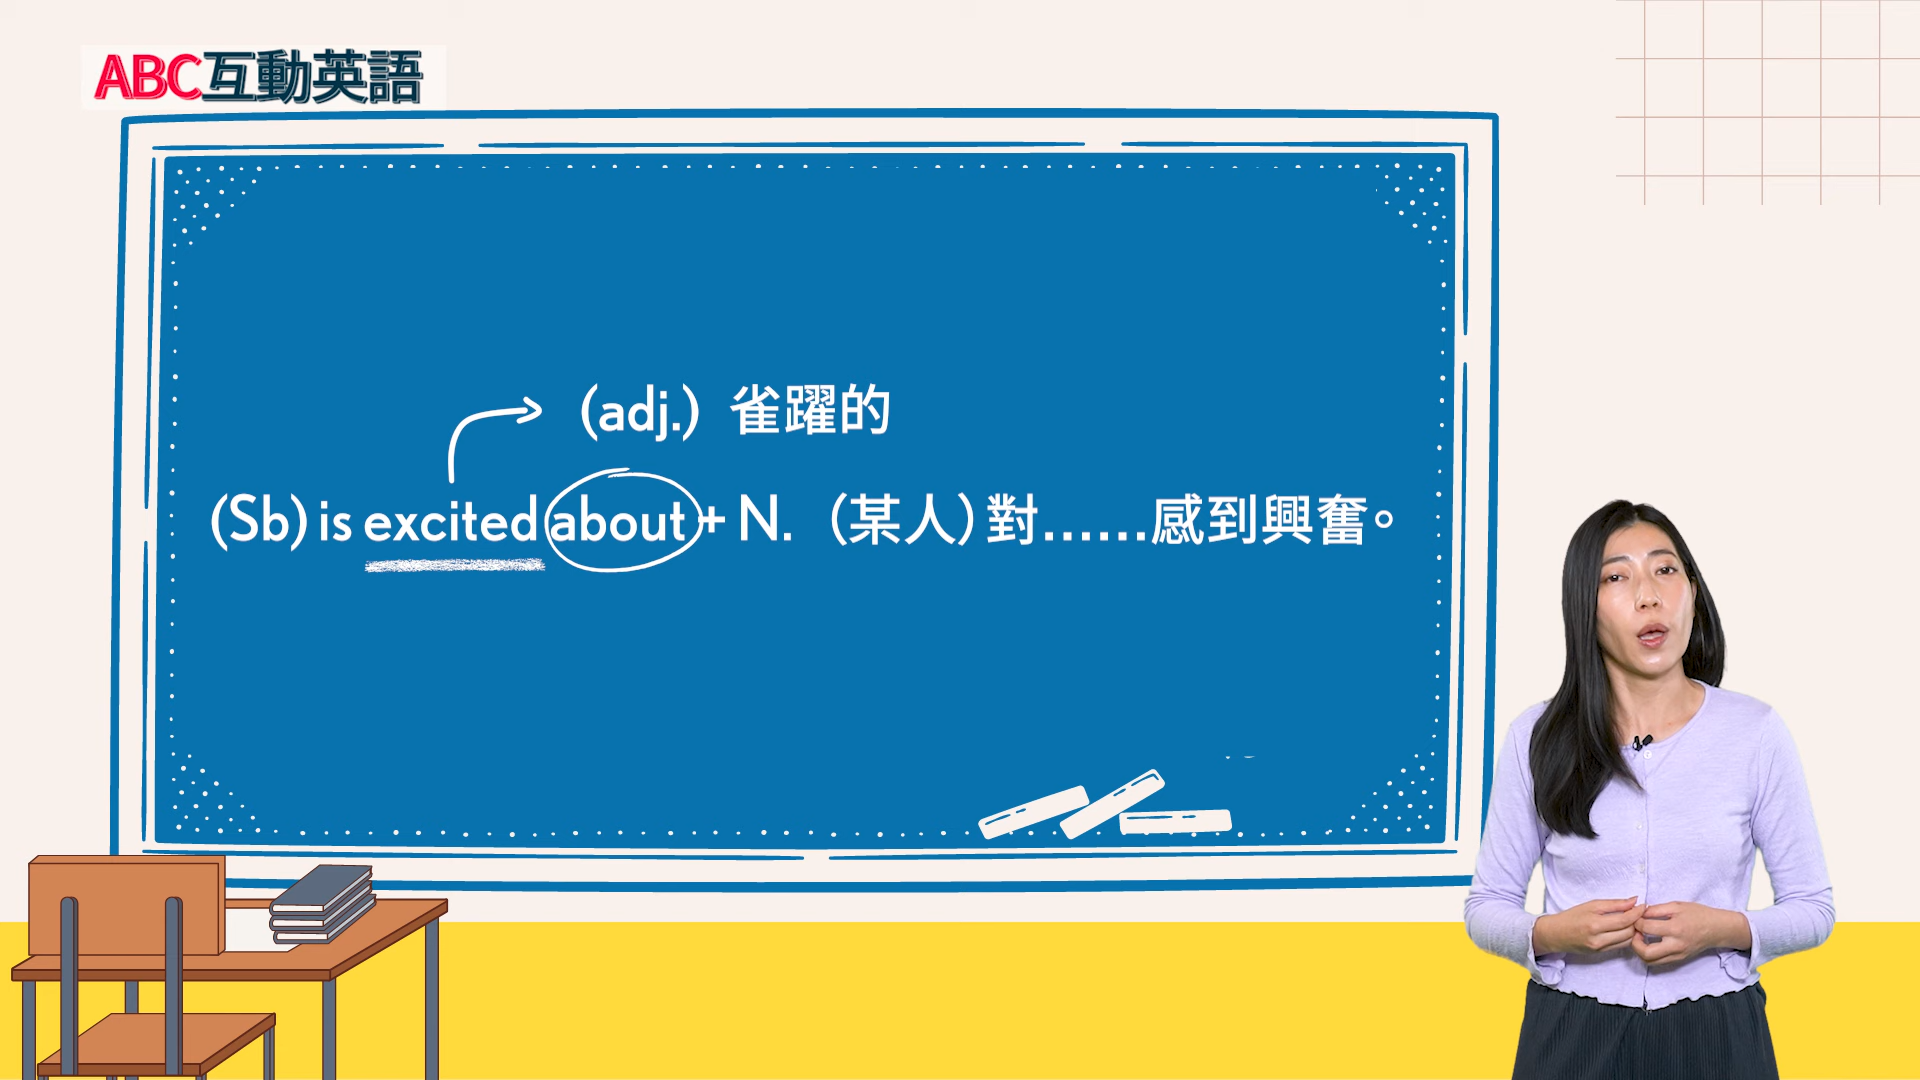 ABC互動英語
(adj.) 雀躍的
(Sb) is excited about + N. (某人)對......感到興奮。